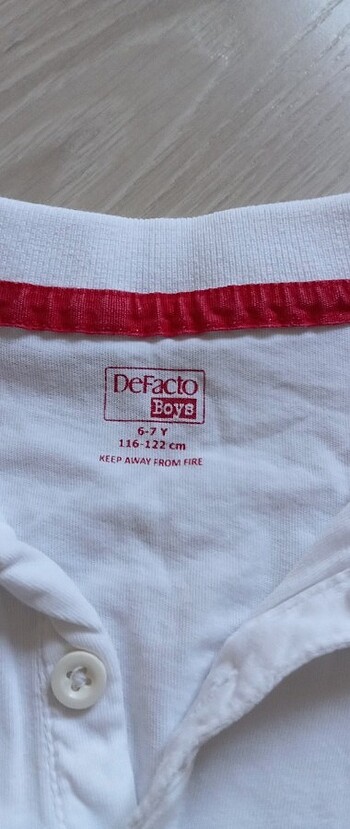 DeFacto
Boys
6-7 Y
116-122 cm
KEEP AWAY FROM FIRE